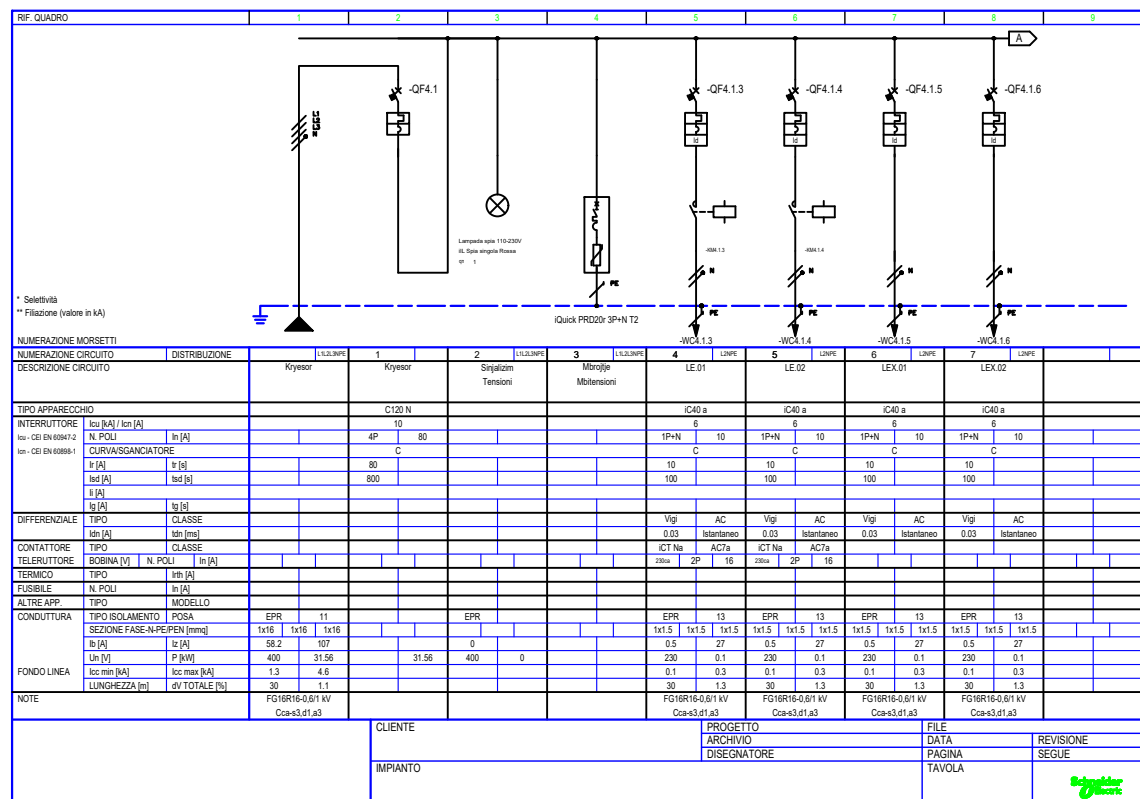 RIF. QUADRO 1 2 3 4 5 6 7 8 9
A
-QF4.1 -QF4.1.3 -QF4.1.4 -QF4.1.5 -QF4.1.6
Id Id Id Id
Lampada spia 110-230V
iIL Spia singola Rossa
1
-KM4.1.3 -KM4.1.4
N N N N
PE
* Selettività
** Filiazione (valore in kA)
iQuick PRD20r 3P+N T2
PE PE PE PE
NUMERAZIONE MORSETTI -WC4.1.3 -WC4.1.4 -WC4.1.5 -WC4.1.6
NUMERAZIONE CIRCUITO DISTRIBUZIONE L1L2L3NPE 1 2 L1L2L3NPE 3 L1L2L3NPE 4 L2NPE 5 L2NPE 6 L2NPE 7 L2NPE
DESCRIZIONE CIRCUITO Kryesor Kryesor Sinjalizim Mbrojtje LE.01 LE.02 LEX.01 LEX.02
Tensioni Mbitensioni
TIPO APPARECCHIO C120 N iC40 a iC40 a iC40 a iC40 a
INTERRUTTORE Icu [kA] / Icn [A] 10 6 6 6 6
Icu - CEI EN 60947-2 N. POLI In [A] 4P 80 1P+N 10 1P+N 10 1P+N 10 1P+N 10
Icn - CEI EN 60898-1 CURVA/SGANCIATORE C C C C C
Ir [A] tr [s] 80 10 10 10 10
Isd [A] tsd [s] 800 100 100 100 100
Ii [A]
Ig [A] tg [s]
DIFFERENZIALE TIPO CLASSE Vigi AC Vigi AC Vigi AC Vigi AC
Idn [A] tdn [ms] 0.03 Istantaneo 0.03 Istantaneo 0.03 Istantaneo 0.03 Istantaneo
CONTATTORE TIPO CLASSE iCT Na AC7a iCT Na AC7a
TELERUTTORE BOBINA [V] N. POLI In [A] 230ca 2P 16 230ca 2P 16
TERMICO TIPO Irth [A]
FUSIBILE N. POLI In [A]
ALTRE APP. TIPO MODELLO
CONDUTTURA TIPO ISOLAMENTO POSA EPR 11 EPR EPR 13 EPR 13 EPR 13 EPR 13
SEZIONE FASE-N-PE/PEN [mmq] 1x16 1x16 1x16 1x1.5 1x1.5 1x1.5 1x1.5 1x1.5 1x1.5 1x1.5 1x1.5 1x1.5 1x1.5 1x1.5 1x1.5
Ib [A] Iz [A] 58.2 107 0 0.5 27 0.5 27 0.5 27 0.5 27
Un [V] P [kW] 400 31.56 31.56 400 0 230 0.1 230 0.1 230 0.1 230 0.1
FONDO LINEA Icc min [kA] Icc max [kA] 1.3 4.6 0.1 0.3 0.1 0.3 0.1 0.3 0.1 0.3
LUNGHEZZA [m] dV TOTALE [%] 30 1.1 30 1.3 30 1.3 30 1.3 30 1.3
NOTE FG16R16-0,6/1 kV FG16R16-0,6/1 kV FG16R16-0,6/1 kV FG16R16-0,6/1 kV FG16R16-0,6/1 kV
Cca-s3,d1,a3 Cca-s3,d1,a3 Cca-s3,d1,a3 Cca-s3,d1,a3 Cca-s3,d1,a3
CLIENTE PROGETTO FILE
ARCHIVIO DATA REVISIONE
DISEGNATORE PAGINA SEGUE
IMPIANTO TAVOLA
Schneider
Electric